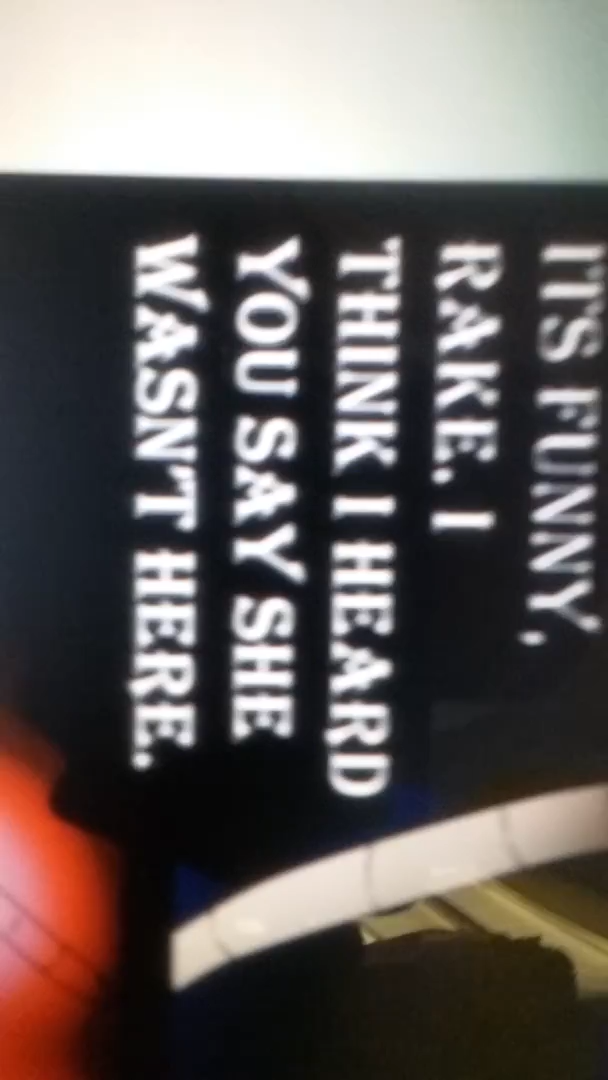 IT'S FUNNY,
RAKE. I
THINK I HEARD
YOU SAY SHE
WASN'T HERE.